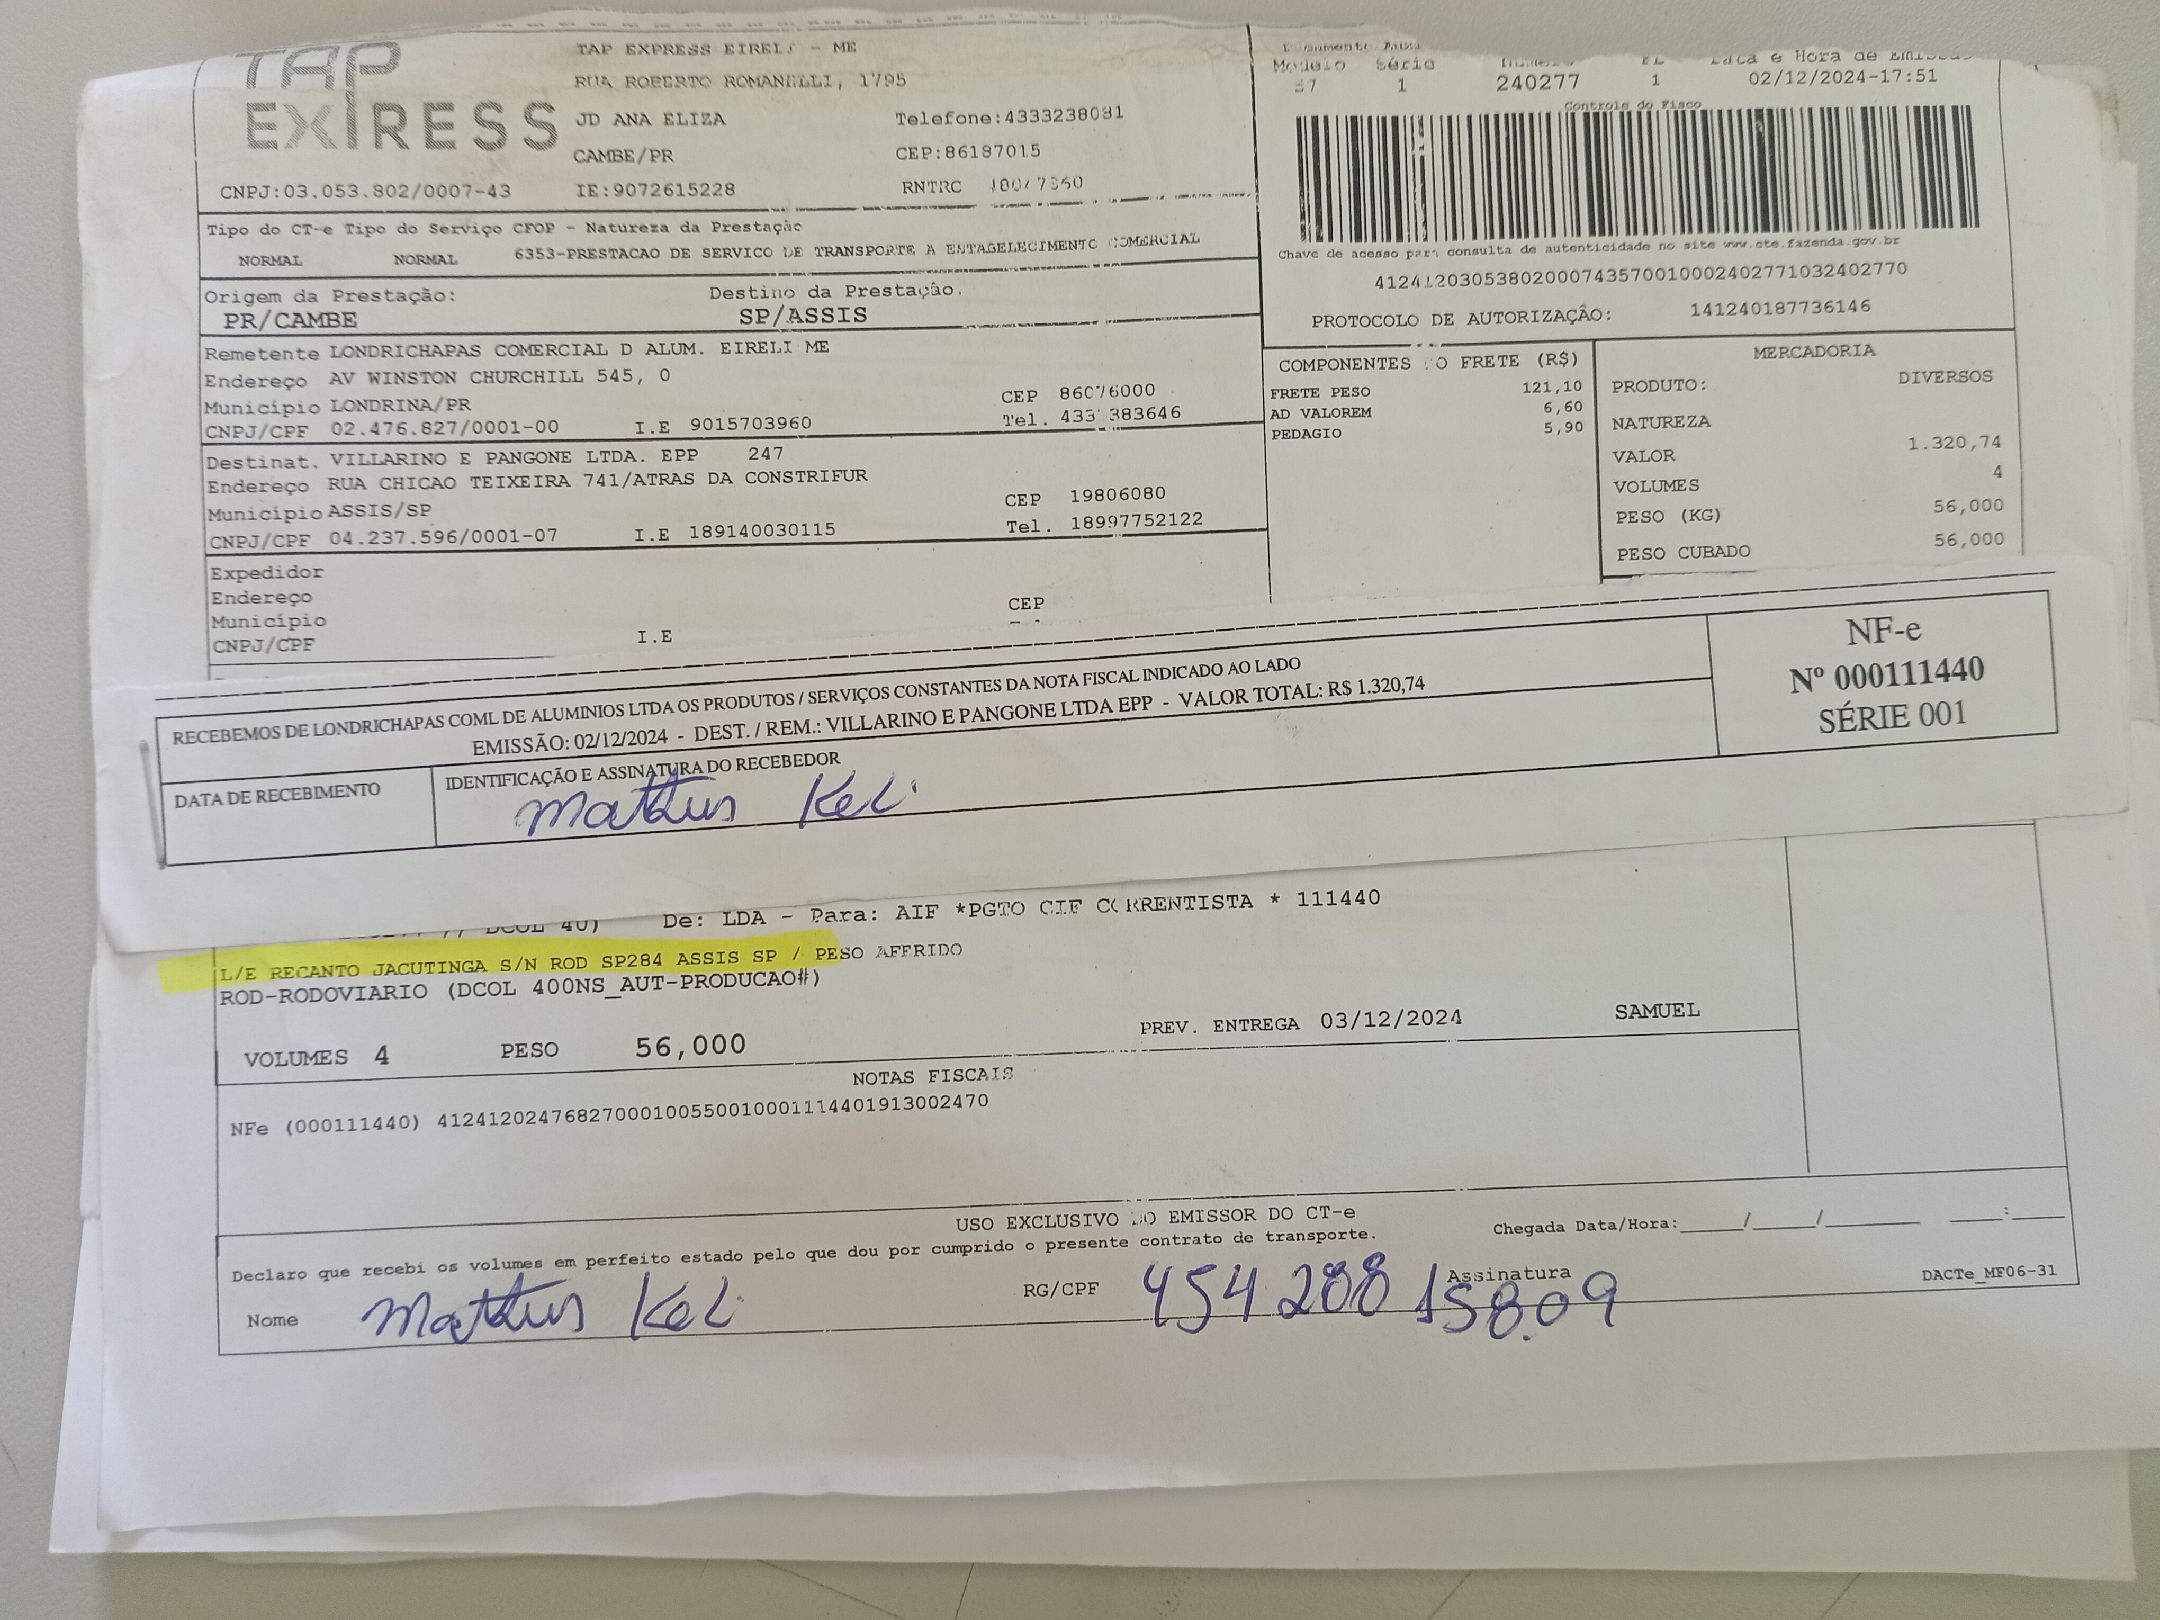 TAP
EXPRESS
TAP EXPRESS EIRELI - ME
RUA ROBERTO ROMANELLI, 1795
JD ANA ELIZA Telefone:4333238081
CAMBE/PR CEP:86187015
CNPJ:03.053.802/0007-43 IE:9072615228 RNTRC
Modelo Série
57 1 240277 1 02/12/2024-17:51
Controle do Fisco
Chave de acesso para consulta de autenticidade no site www.cte.fazenda.gov.br
41241203053802000743570010002402771032402770
PROTOCOLO DE AUTORIZAÇÃO: 141240187736146
Tipo do CT-e Tipo do Serviço CFOP - Natureza da Prestação
NORMAL NORMAL 6353-PRESTACAO DE SERVICO DE TRANSPORTE A ESTABELECIMENTO COMERCIAL
Origem da Prestação: Destino da Prestação.
PR/CAMBE SP/ASSIS
Remetente LONDRICHAPAS COMERCIAL D ALUM. EIRELI ME
Endereço AV WINSTON CHURCHILL 545, 0
Município LONDRINA/PR CEP 86076000
CNPJ/CPF 02.476.827/0001-00 I.E 9015703960 Tel.
Destinat. VILLARINO E PANGONE LTDA. EPP 247
Endereço RUA CHICAO TEIXEIRA 741/ATRAS DA CONSTRIFUR
Município ASSIS/SP CEP 19806080
CNPJ/CPF 04.237.596/0001-07 I.E 189140030115 Tel. 18997752122
Expedidor
Endereço
Município CEP
CNPJ/CPF I.E
COMPONENTES DO FRETE (R$)
FRETE PESO 121,10
AD VALOREM 6,60
PEDAGIO 5,90
MERCADORIA
PRODUTO: DIVERSOS
NATUREZA
VALOR 1.320,74
VOLUMES 4
PESO (KG) 56,000
PESO CUBADO 56,000
RECEBEMOS DE LONDRICHAPAS COML DE ALUMINIOS LTDA OS PRODUTOS / SERVIÇOS CONSTANTES DA NOTA FISCAL INDICADO AO LADO
EMISSÃO: 02/12/2024 - DEST. / REM.: VILLARINO E PANGONE LTDA EPP - VALOR TOTAL: R$ 1.320,74
NF-e
Nº 000111440
SÉRIE 001
DATA DE RECEBIMENTO IDENTIFICAÇÃO E ASSINATURA DO RECEBEDOR
De: LDA - Para: AIF *PGTO CIF CORRENTISTA * 111440
L/E RECANTO JACUTINGA S/N ROD SP284 ASSIS SP / PESO AFERIDO
ROD-RODOVIARIO (DCOL 400NS_AUT-PRODUCAO#)
VOLUMES 4 PESO 56,000 PREV. ENTREGA 03/12/2024 SAMUEL
NOTAS FISCAIS
NFe (000111440) 41241202476827000100550010001114401913002470
USO EXCLUSIVO DO EMISSOR DO CT-e
Declaro que recebi os volumes em perfeito estado pelo que dou por cumprido o presente contrato de transporte.
Chegada Data/Hora:____/____/______ ___:___
Nome RG/CPF 454 288 158.09 Assinatura
DACTe_MF06-31